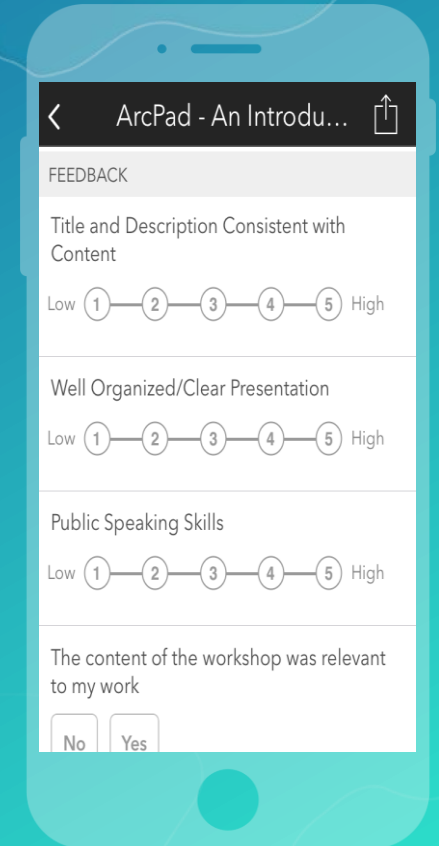 ArcPad - An Introdu...
FEEDBACK
Title and Description Consistent with
Content
Low 1 2 3 4 5 High
Well Organized/Clear Presentation
Low 1 2 3 4 5 High
Public Speaking Skills
Low 1 2 3 4 5 High
The content of the workshop was relevant
to my work
No Yes